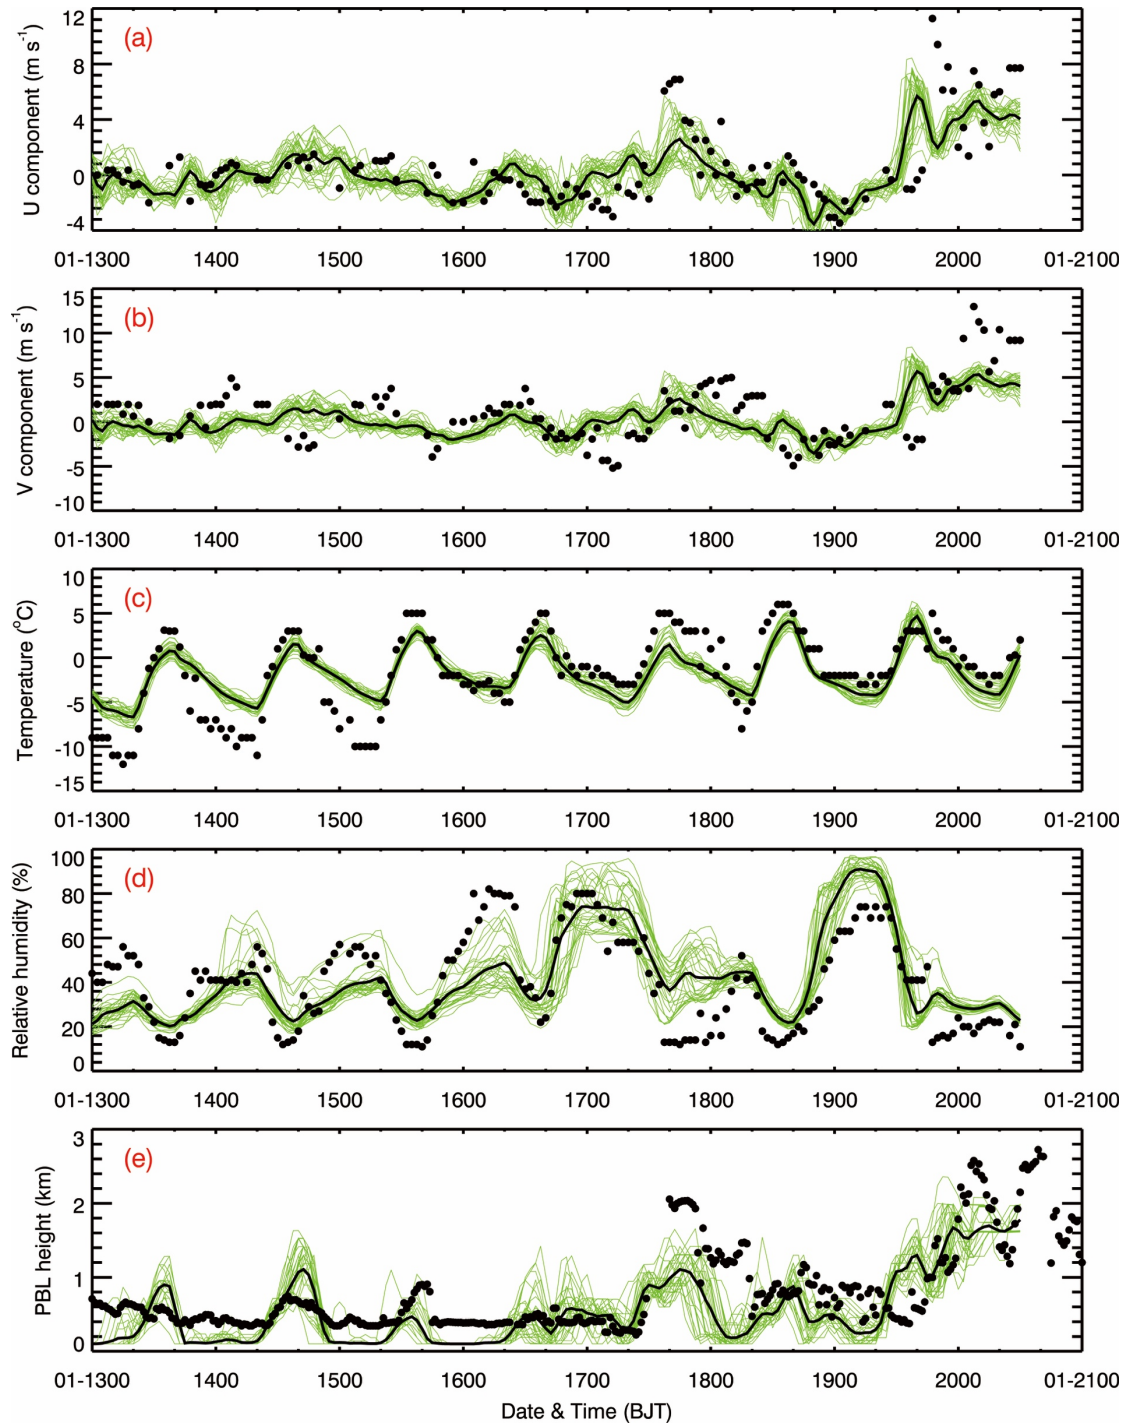 (a)
U component (m s-1)
12
8
4
0
-4
01-1300 1400 1500 1600 1700 1800 1900 2000 01-2100
(b)
V component (m s-1)
15
10
5
0
-5
-10
01-1300 1400 1500 1600 1700 1800 1900 2000 01-2100
(c)
Temperature (oC)
10
5
0
-5
-10
-15
01-1300 1400 1500 1600 1700 1800 1900 2000 01-2100
(d)
Relative humidity (%)
100
80
60
40
20
0
01-1300 1400 1500 1600 1700 1800 1900 2000 01-2100
(e)
PBL height (km)
3
2
1
0
01-1300 1400 1500 1600 1700 1800 1900 2000 01-2100
Date & Time (BJT)